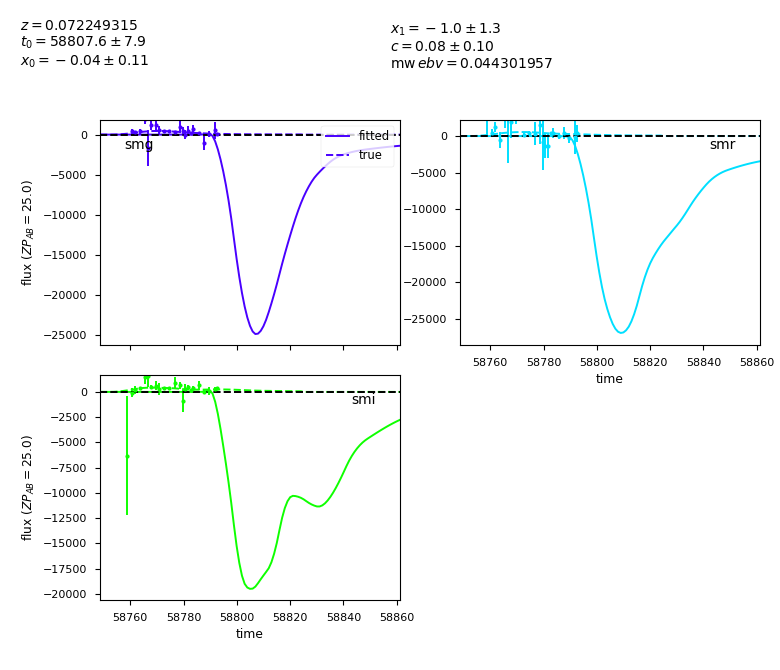 z = 0.072249315
t₀ = 58807.6 ± 7.9
x₀ = −0.04 ± 0.11
x₁ = −1.0 ± 1.3
c = 0.08 ± 0.10
mw ebv = 0.044301957
smg
fitted
true
0
−5000
−10000
−15000
−20000
−25000
flux (ZP_AB = 25.0)
smr
0
−5000
−10000
−15000
−20000
−25000
58760 58780 58800 58820 58840 58860
time
smi
0
−2500
−5000
−7500
−10000
−12500
−15000
−17500
−20000
flux (ZP_AB = 25.0)
58760 58780 58800 58820 58840 58860
time